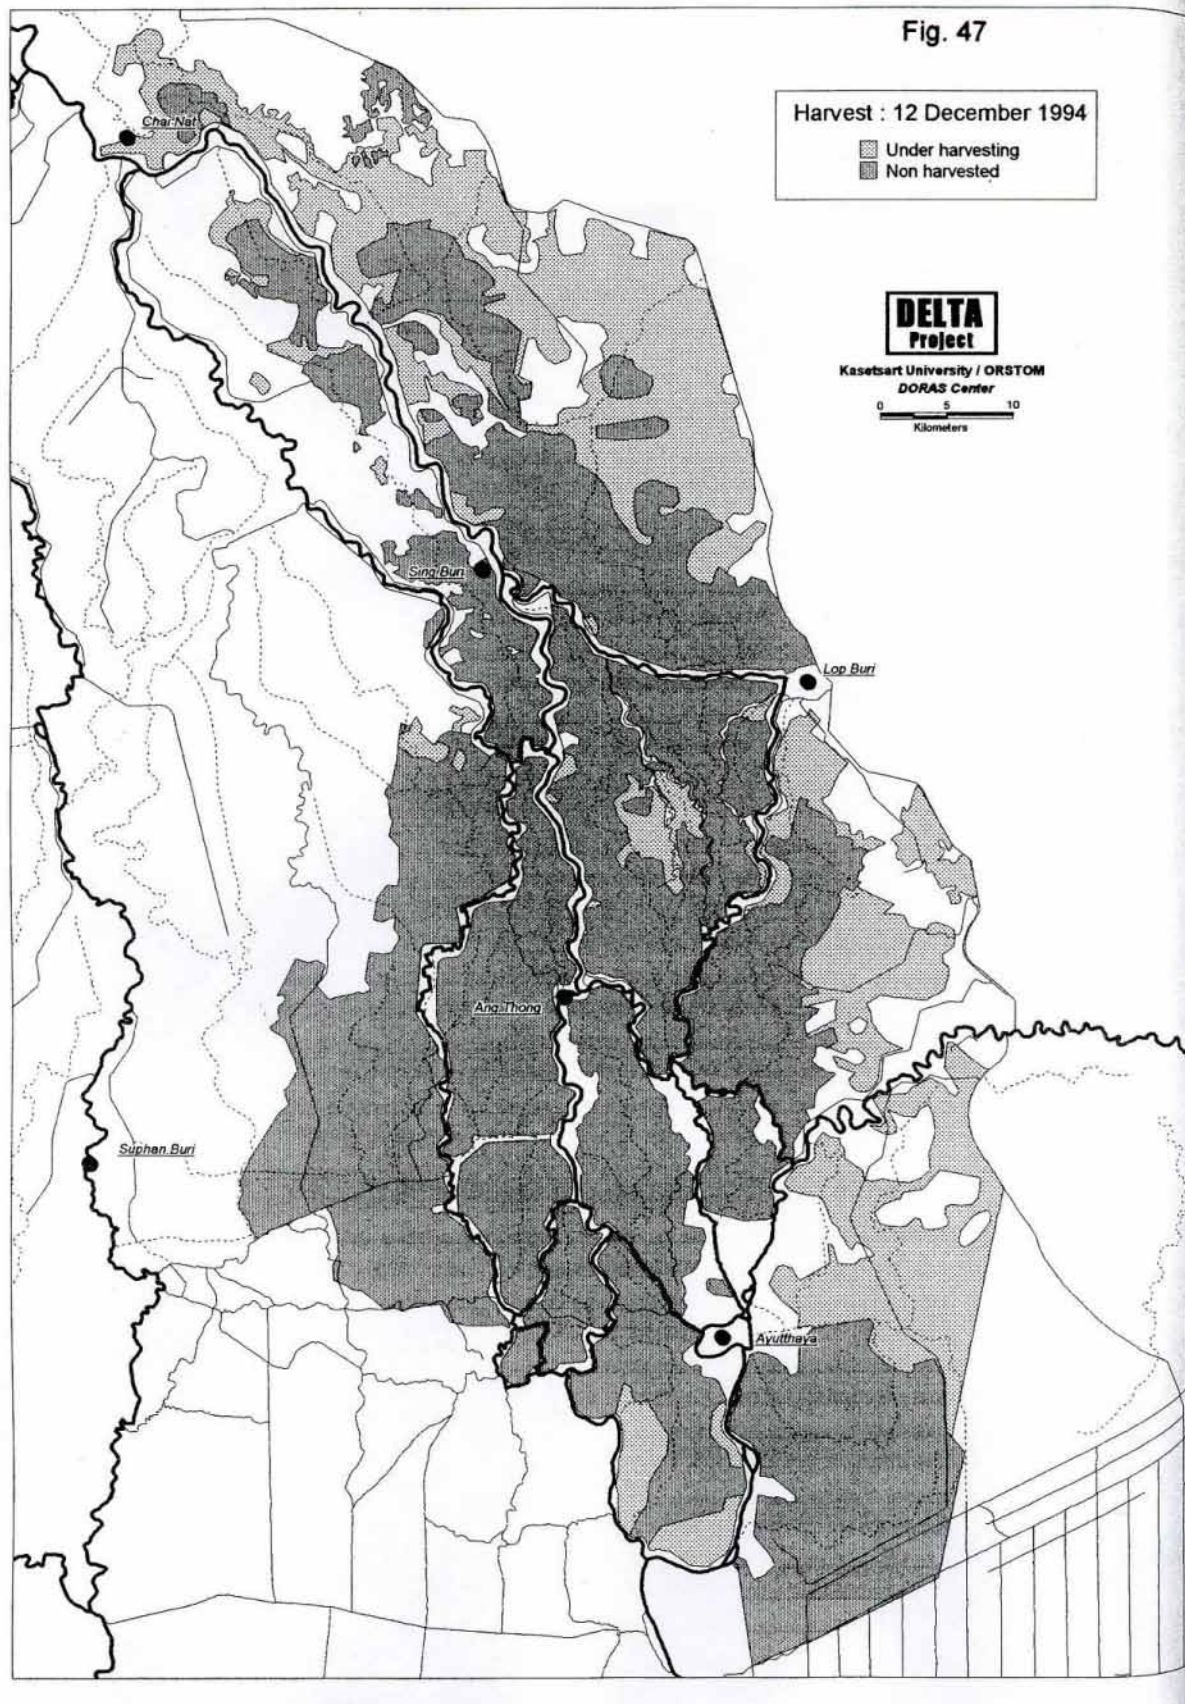 Fig. 47
Harvest : 12 December 1994
Under harvesting
Non harvested
DELTA
Project
Kasetsart University / ORSTOM
DORAS Center
0 5 10
Kilometers
Chai Nat
Sing Buri
Lop Buri
Ang Thong
Suphan Buri
Ayutthaya